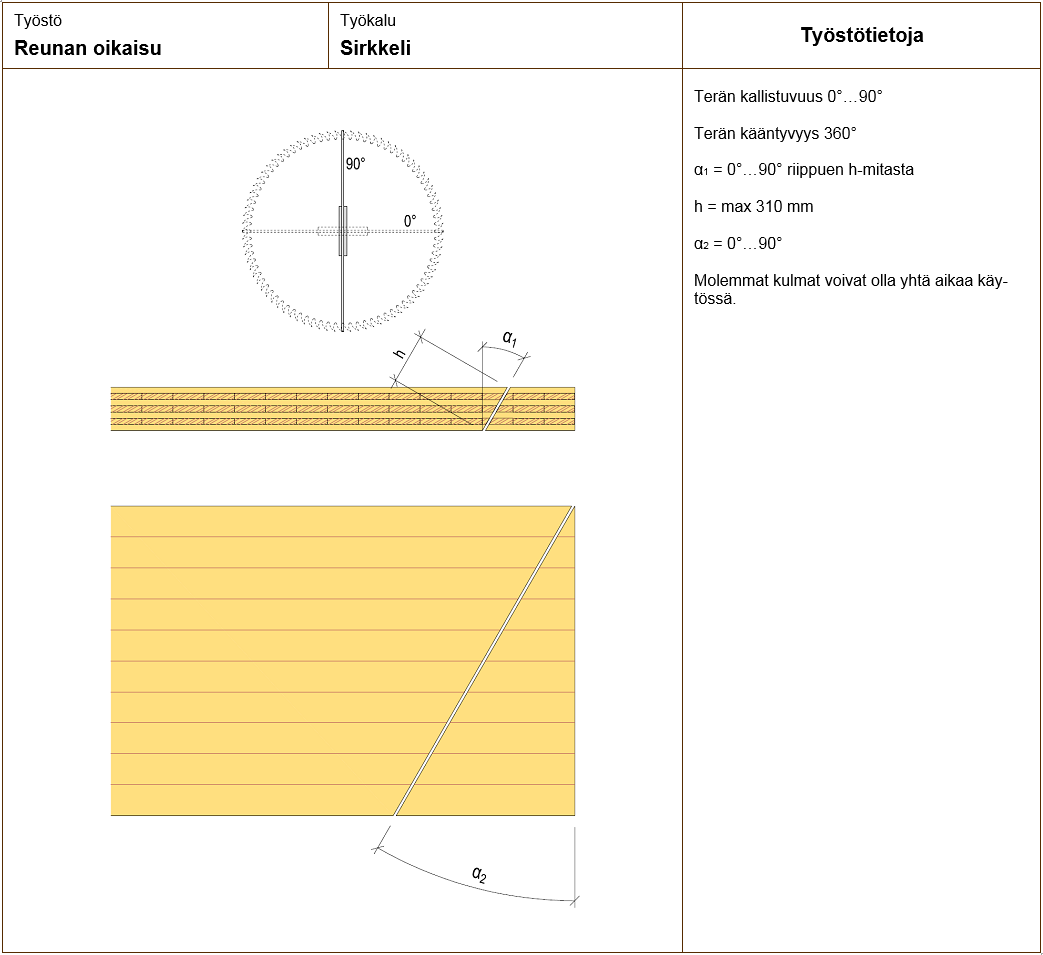 Työstö
Reunan oikaisu
Työkalu
Sirkkeli
Työstötietoja
Terän kallistuvuus 0°…90°
Terän kääntyvyys 360°
α₁ = 0°…90° riippuen h-mitasta
h = max 310 mm
α₂ = 0°…90°
Molemmat kulmat voivat olla yhtä aikaa käy-
tössä.
90°
0°
h
α₁
α₂